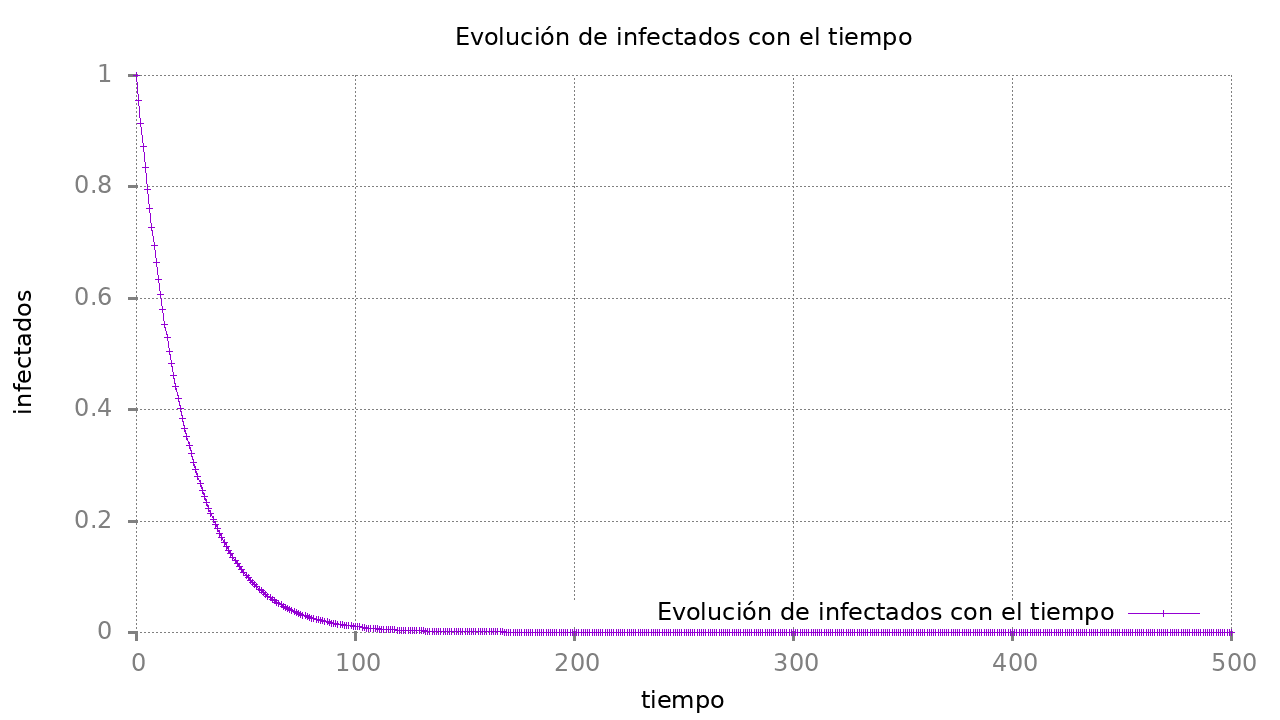 Evolución de infectados con el tiempo
1
0.8
0.6
0.4
0.2
0
infectados
Evolución de infectados con el tiempo
0 100 200 300 400 500
tiempo